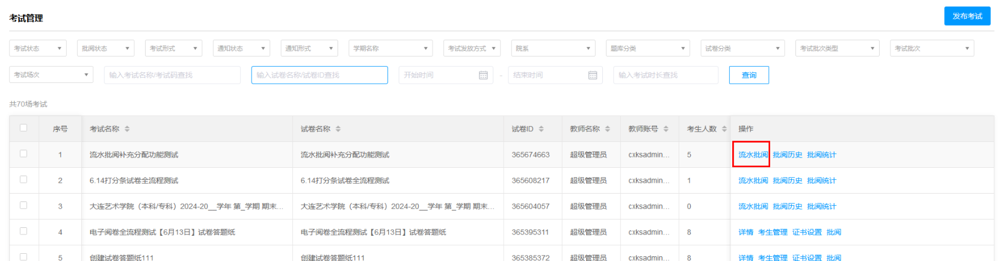 考试管理
发布考试
考试状态 批阅状态 考试形式 通知状态 通知形式 学期名称 考试发放方式 院系 题库分类 试卷分类 考试批次类型 考试批次
考试场次 输入考试名称/考试码查找 输入试卷名称/试卷ID查找 开始时间 - 结束时间 输入考试时长查找 查询
共70场考试
序号 考试名称 试卷名称 试卷ID 教师名称 教师账号 考生人数 操作
1 流水批阅补充分配功能测试 流水批阅补充分配功能测试 365674663 超级管理员 cxksadmin... 5 流水批阅 批阅历史 批阅统计
2 6.14打分条试卷全流程测试 6.14打分条试卷全流程测试 365608217 超级管理员 cxksadmin... 1 流水批阅 批阅历史 批阅统计
3 大连艺术学院（本科/专科）2024-20__学年 第_学期 期末... 大连艺术学院（本科/专科）2024-20__学年 第_学期 期末... 365604057 超级管理员 cxksadmin... 0 流水批阅 批阅历史 批阅统计
4 电子阅卷全流程测试【6月13日】试卷答题纸 电子阅卷全流程测试【6月13日】试卷答题纸 365395311 超级管理员 cxksadmin... 8 详情 考生管理 证书设置 批阅
5 创建试卷答题纸111 创建试卷答题纸111 365385372 超级管理员 cxksadmin... 8 详情 考生管理 证书设置 批阅